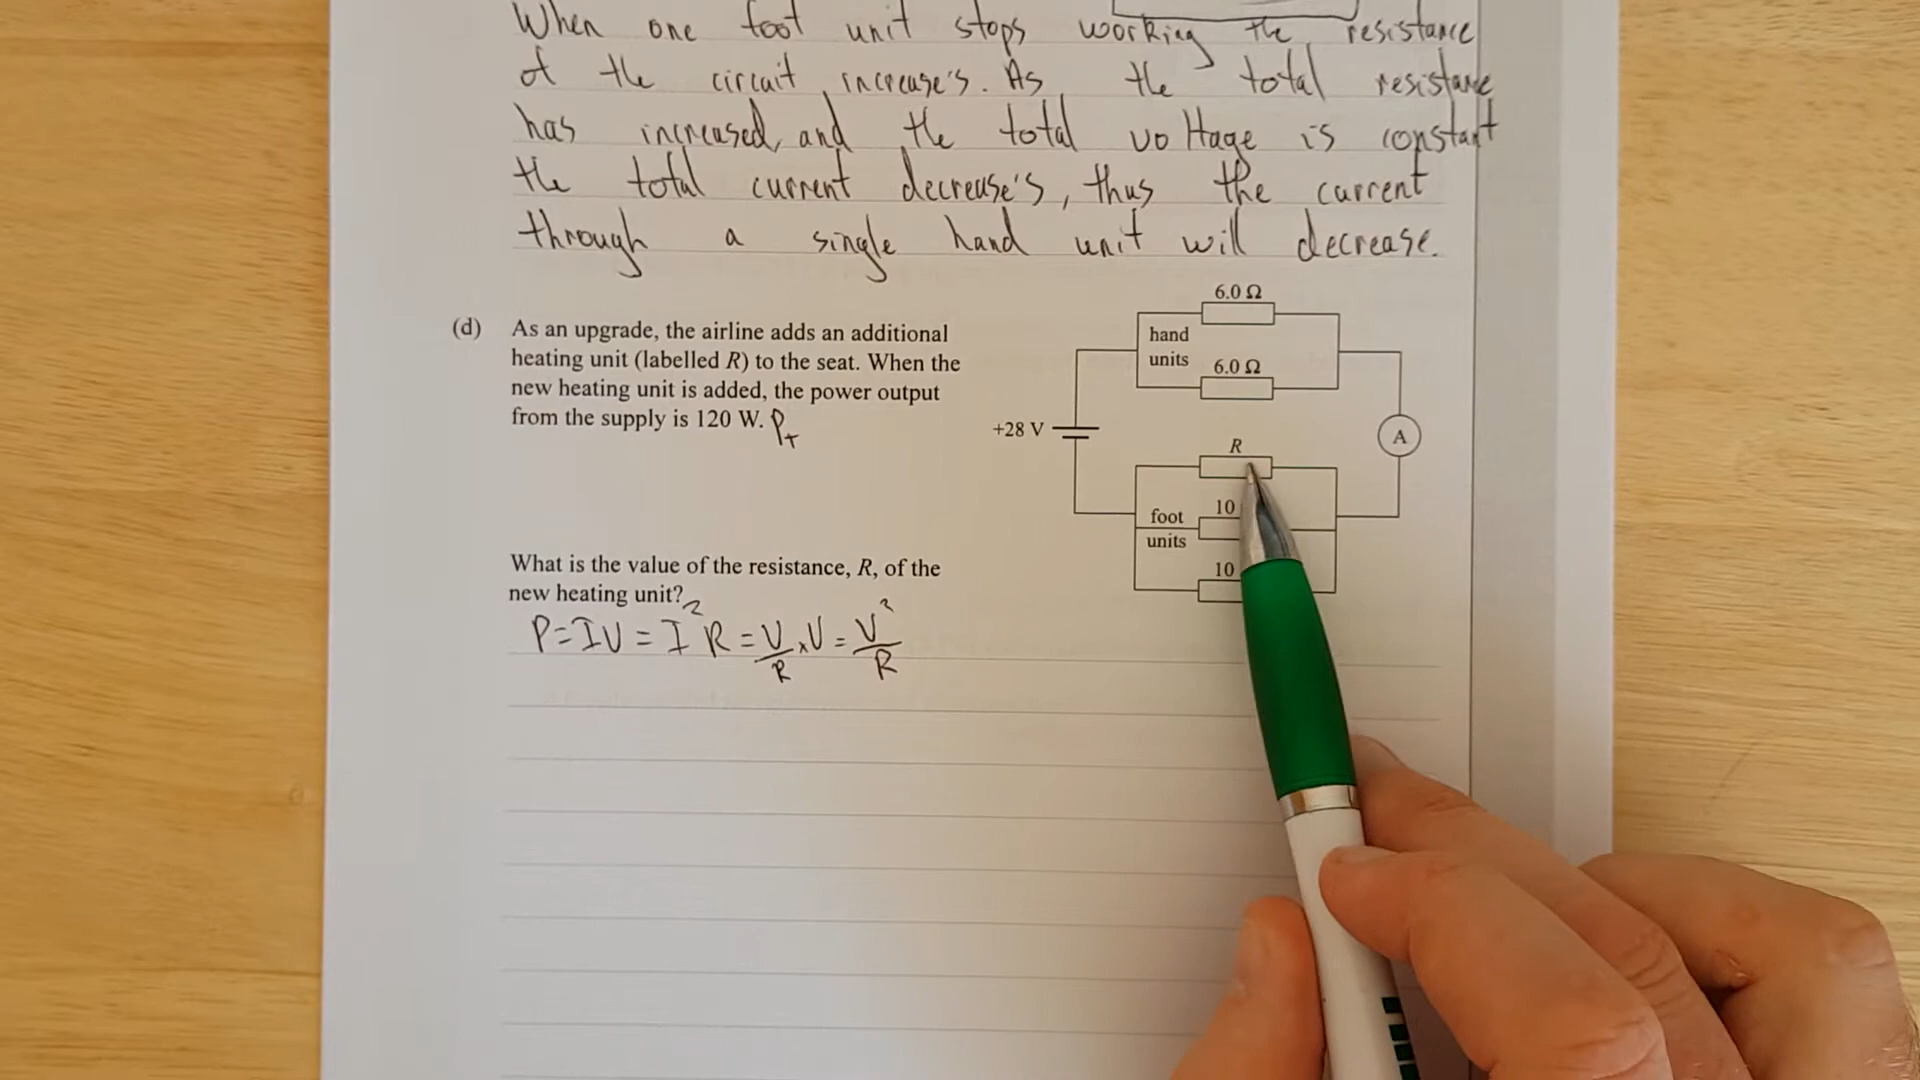 When one foot unit stops working the resistance
of the circuit increase's. As the total resistance
has increased, and the total voltage is constant
the total current decrease's, thus the current
through a single hand unit will decrease.
(d) As an upgrade, the airline adds an additional
heating unit (labelled R) to the seat. When the
new heating unit is added, the power output
from the supply is 120 W. P_T
6.0 Ω
hand
units
6.0 Ω
+28 V
A
R
foot
units
10
10
What is the value of the resistance, R, of the
new heating unit?
P=IV = I² R = V/R × V = V²/R